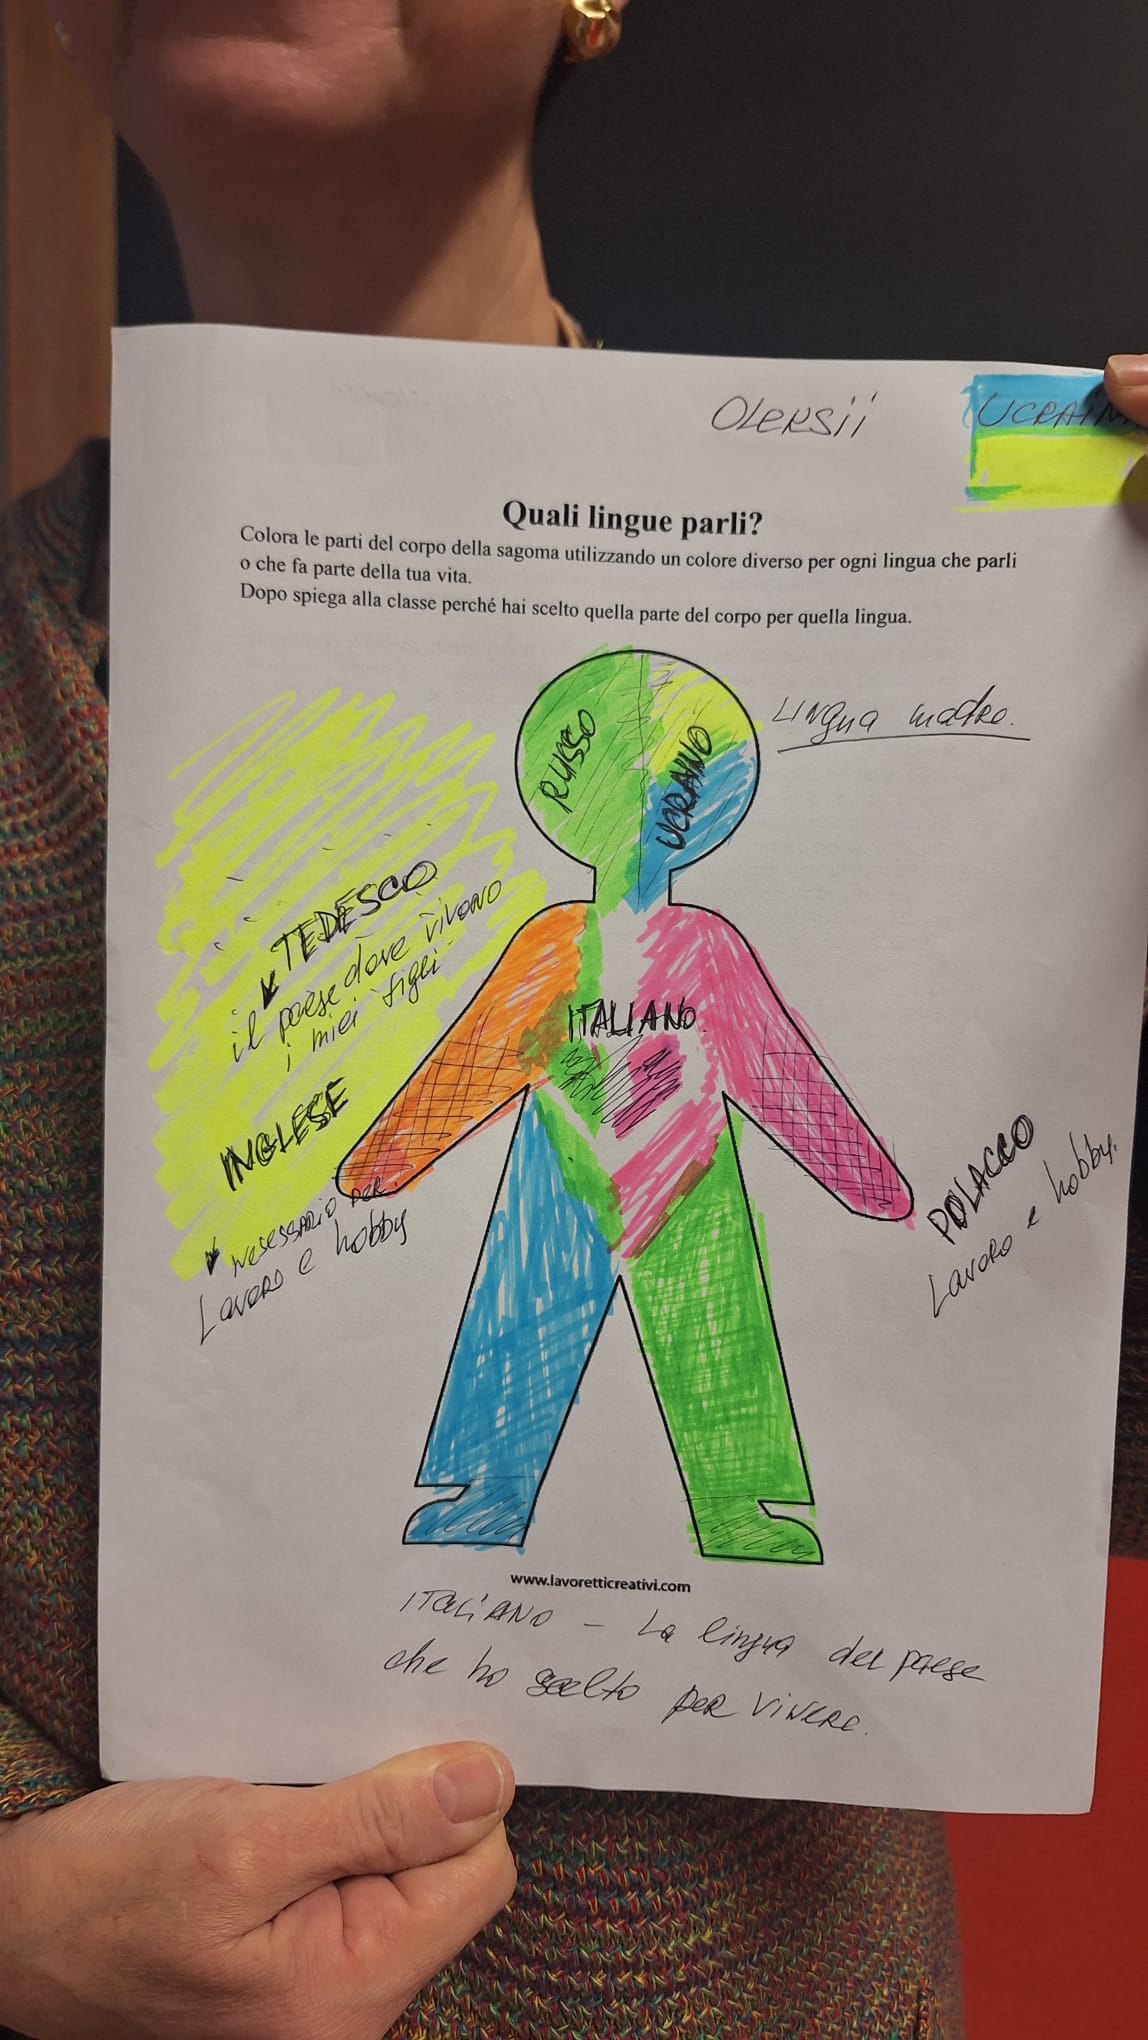 OLEKSII
UCRAIN
Quali lingue parli?
Colora le parti del corpo della sagoma utilizzando un colore diverso per ogni lingua che parli
o che fa parte della tua vita.
Dopo spiega alla classe perché hai scelto quella parte del corpo per quella lingua.
RUSSO
UCRAINO
Lingua madre.
TEDESCO
il paese dove vivono
i miei figli
ITALIANO
INGLESE
nesessario per
Lavoro e hobby
POLACCO
Lavoro e hobby.
www.lavoretticreativi.com
ITALIANO – La lingua del paese
che ho scelto per vivere.